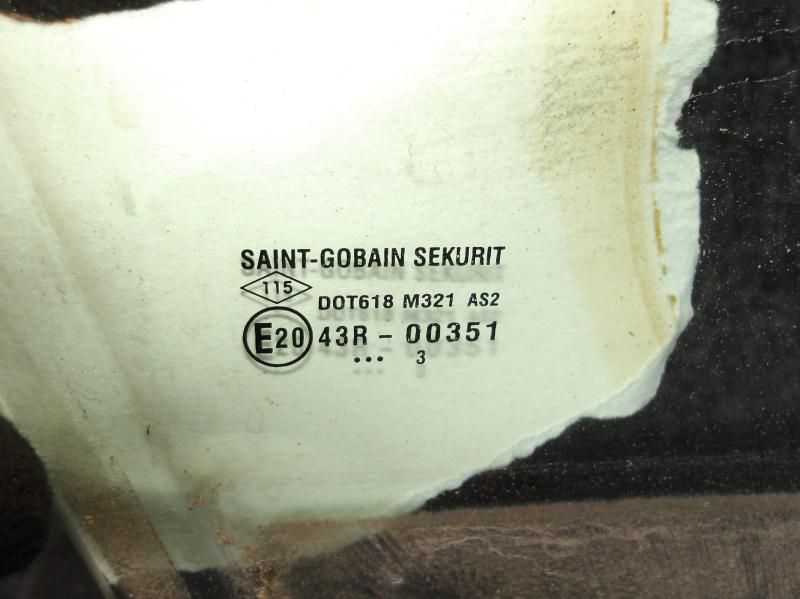 SAINT-GOBAIN SEKURIT
115
DOT618 M321 AS2
E20 43R - 00351
... 3